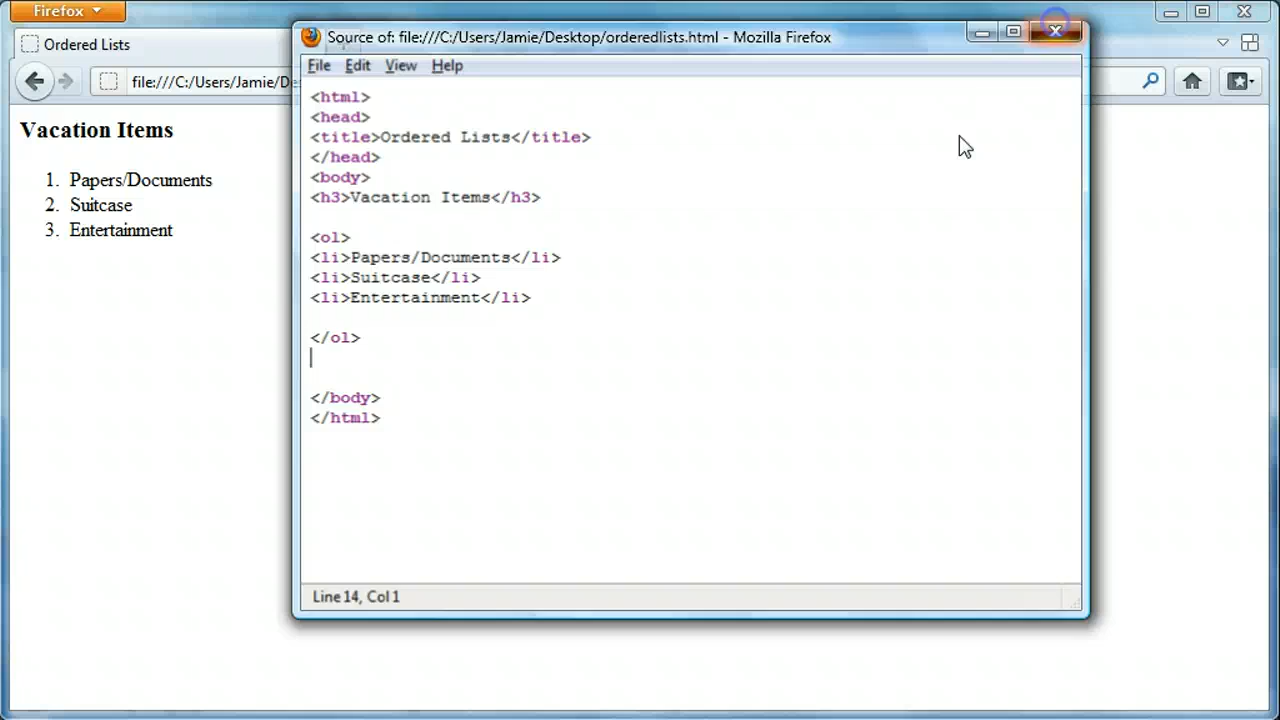 Firefox
Ordered Lists
file:///C:/Users/Jamie/De
Vacation Items
1. Papers/Documents
2. Suitcase
3. Entertainment
Source of: file:///C:/Users/Jamie/Desktop/orderedlists.html - Mozilla Firefox
File Edit View Help
<html>
<head>
<title>Ordered Lists</title>
</head>
<body>
<h3>Vacation Items</h3>
<ol>
<li>Papers/Documents</li>
<li>Suitcase</li>
<li>Entertainment</li>
</ol>
</body>
</html>
Line 14, Col 1